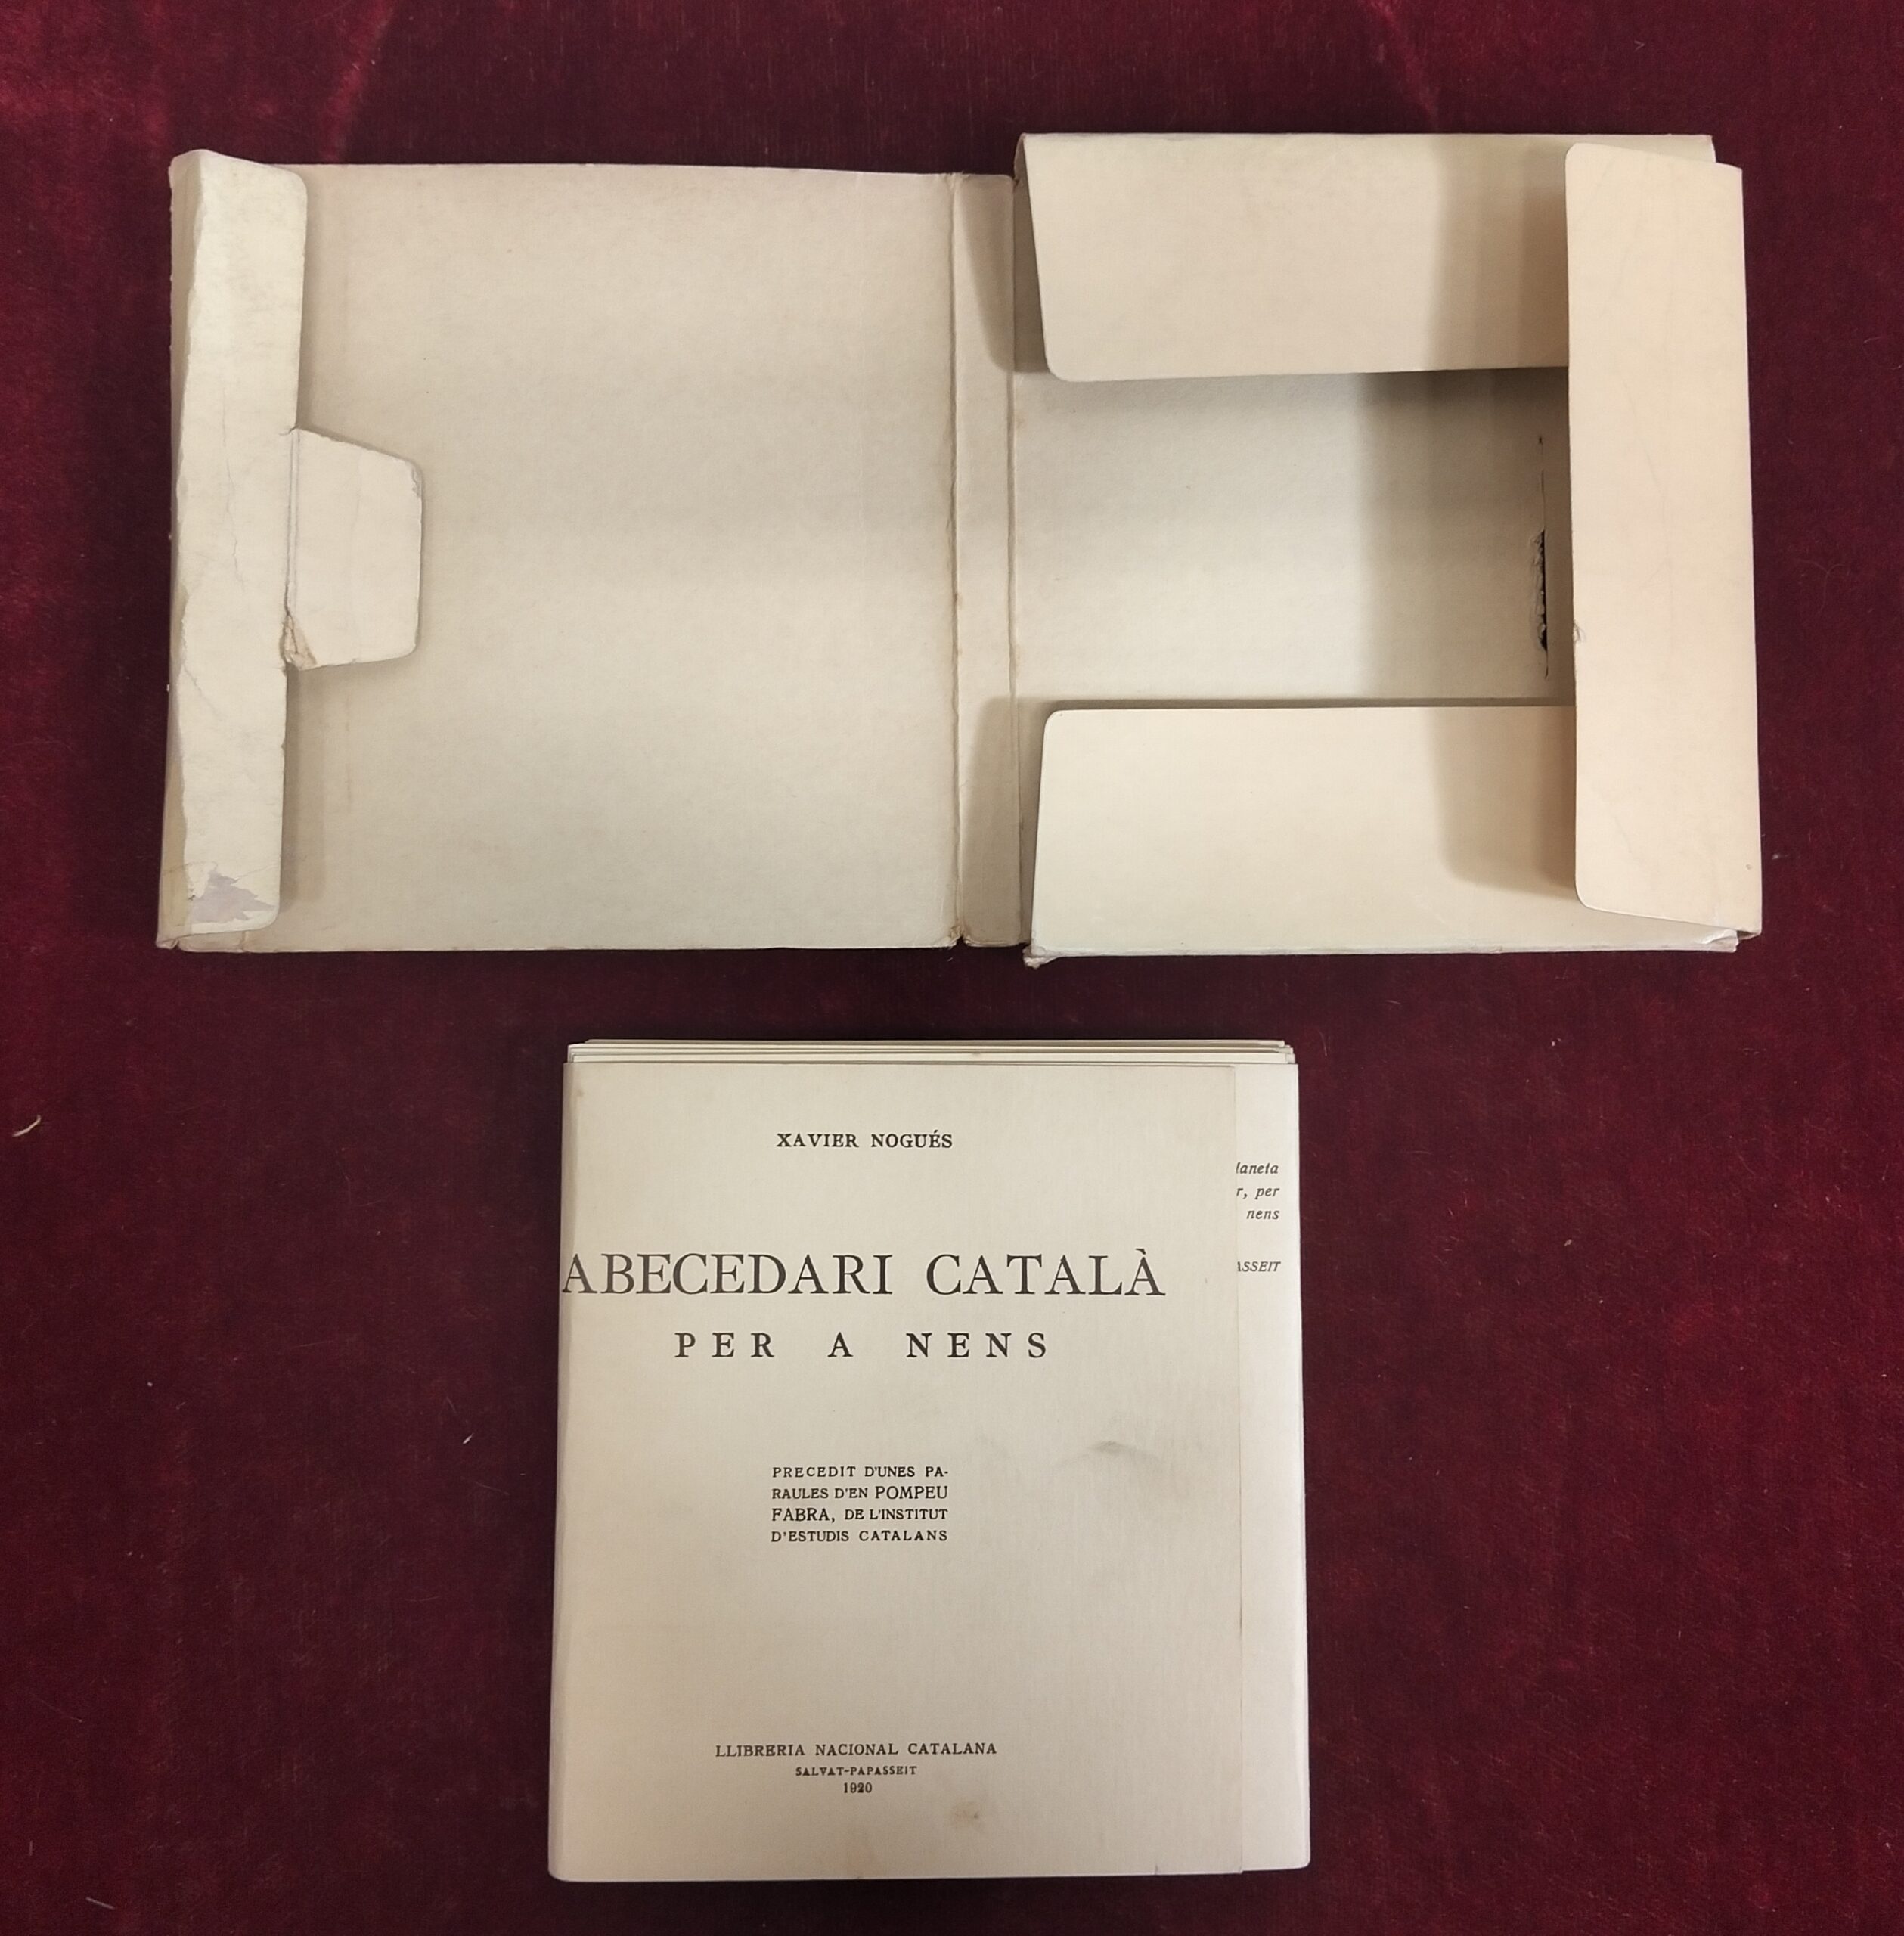 XAVIER NOGUÉS
ABECEDARI CATALÀ
PER A NENS
PRECEDIT D'UNES PA-
RAULES D'EN POMPEU
FABRA, DE L'INSTITUT
D'ESTUDIS CATALANS
LLIBRERIA NACIONAL CATALANA
SALVAT-PAPASSEIT
1920
r, per
nens